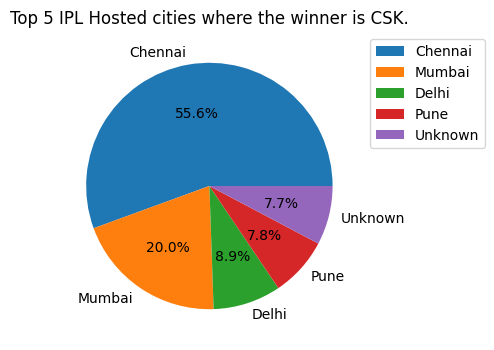 Top 5 IPL Hosted cities where the winner is CSK.
Chennai
Mumbai
Delhi
Pune
Unknown
Chennai
55.6%
Mumbai
20.0%
Delhi
8.9%
Pune
7.8%
Unknown
7.7%